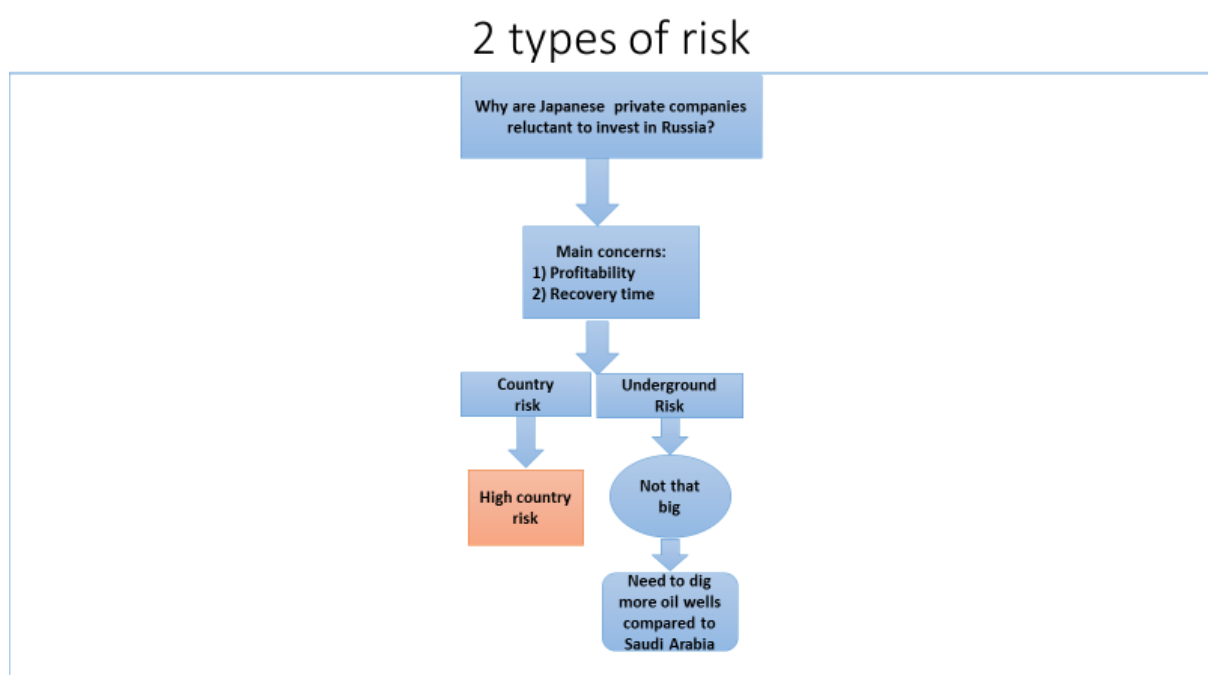 2 types of risk
Why are Japanese private companies
reluctant to invest in Russia?
Main concerns:
1) Profitability
2) Recovery time
Country
risk
Underground
Risk
High country
risk
Not that
big
Need to dig
more oil wells
compared to
Saudi Arabia